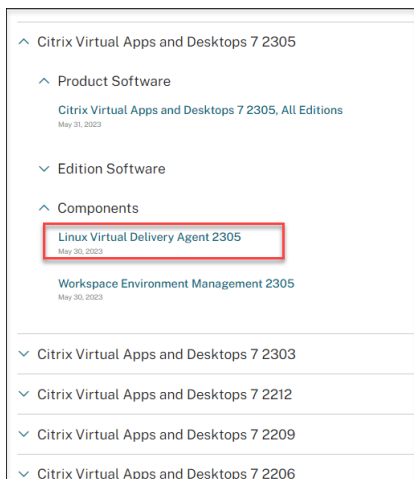 Citrix Virtual Apps and Desktops 7 2305
Product Software
Citrix Virtual Apps and Desktops 7 2305, All Editions
May 31, 2023
Edition Software
Components
Linux Virtual Delivery Agent 2305
May 30, 2023
Workspace Environment Management 2305
May 30, 2023
Citrix Virtual Apps and Desktops 7 2303
Citrix Virtual Apps and Desktops 7 2212
Citrix Virtual Apps and Desktops 7 2209
Citrix Virtual Apps and Desktops 7 2206